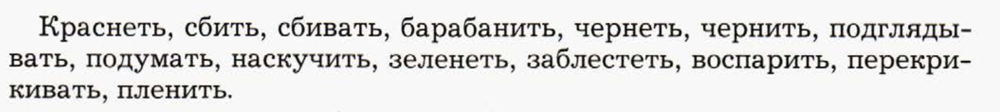 Краснеть, сбить, сбивать, барабанить, чернеть, чернить, подгляды-
вать, подумать, наскучить, зеленеть, заблестеть, воспарить, перекри-
кивать, пленить.